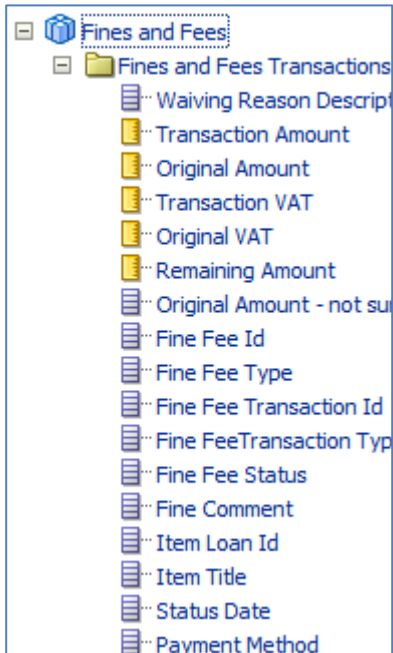 Fines and Fees
Fines and Fees Transactions
Waiving Reason Descript
Transaction Amount
Original Amount
Transaction VAT
Original VAT
Remaining Amount
Original Amount - not sur
Fine Fee Id
Fine Fee Type
Fine Fee Transaction Id
Fine FeeTransaction Typ
Fine Fee Status
Fine Comment
Item Loan Id
Item Title
Status Date
Payment Method